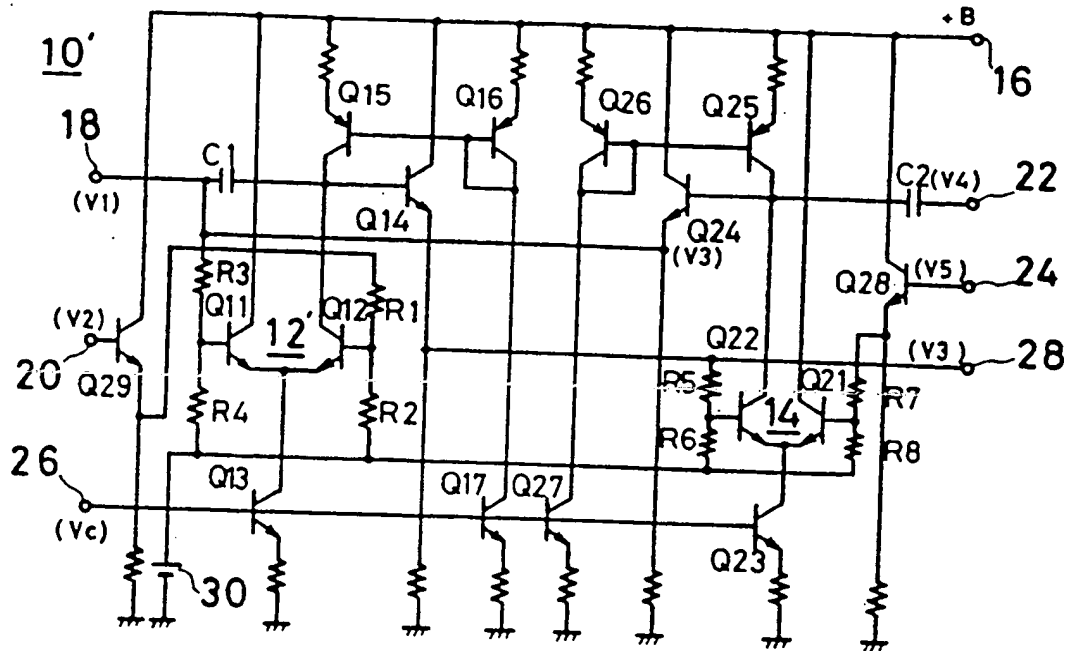 +B
10'
16
Q15
Q16
Q26
Q25
18
C1
(V1)
Q14
Q24
C2
(V4)
22
(V3)
R3
Q11
12'
Q12
R1
Q28
(V5)
24
(V2)
20
Q29
Q22
(V3)
28
R4
R2
R5
14
Q21
R7
R6
R8
26
(Vc)
Q13
Q17
Q27
Q23
30